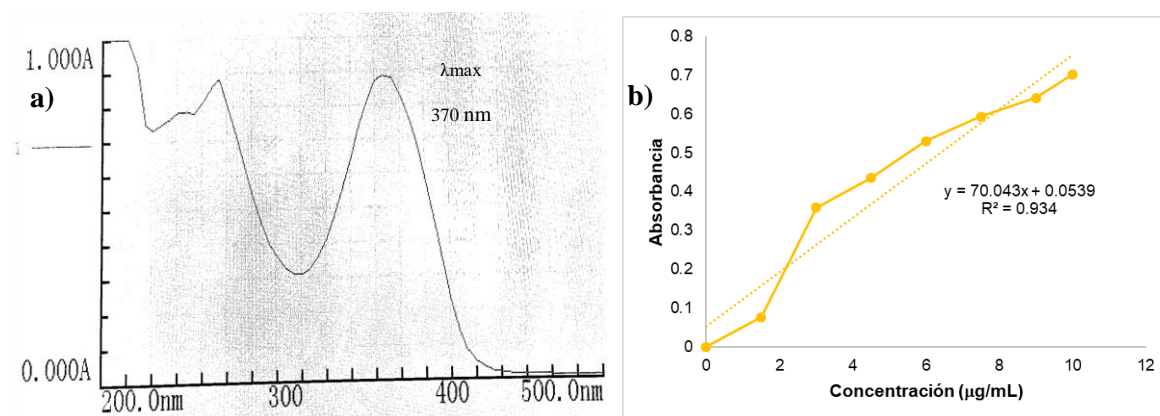 a)
1.000A
λmax
370 nm
1
0.000A
200.0nm
300
400
500.0nm
b)
Absorbancia
0.8
0.7
0.6
0.5
0.4
0.3
0.2
0.1
0
y = 70.043x + 0.0539
R² = 0.934
0
2
4
6
8
10
12
Concentración (µg/mL)